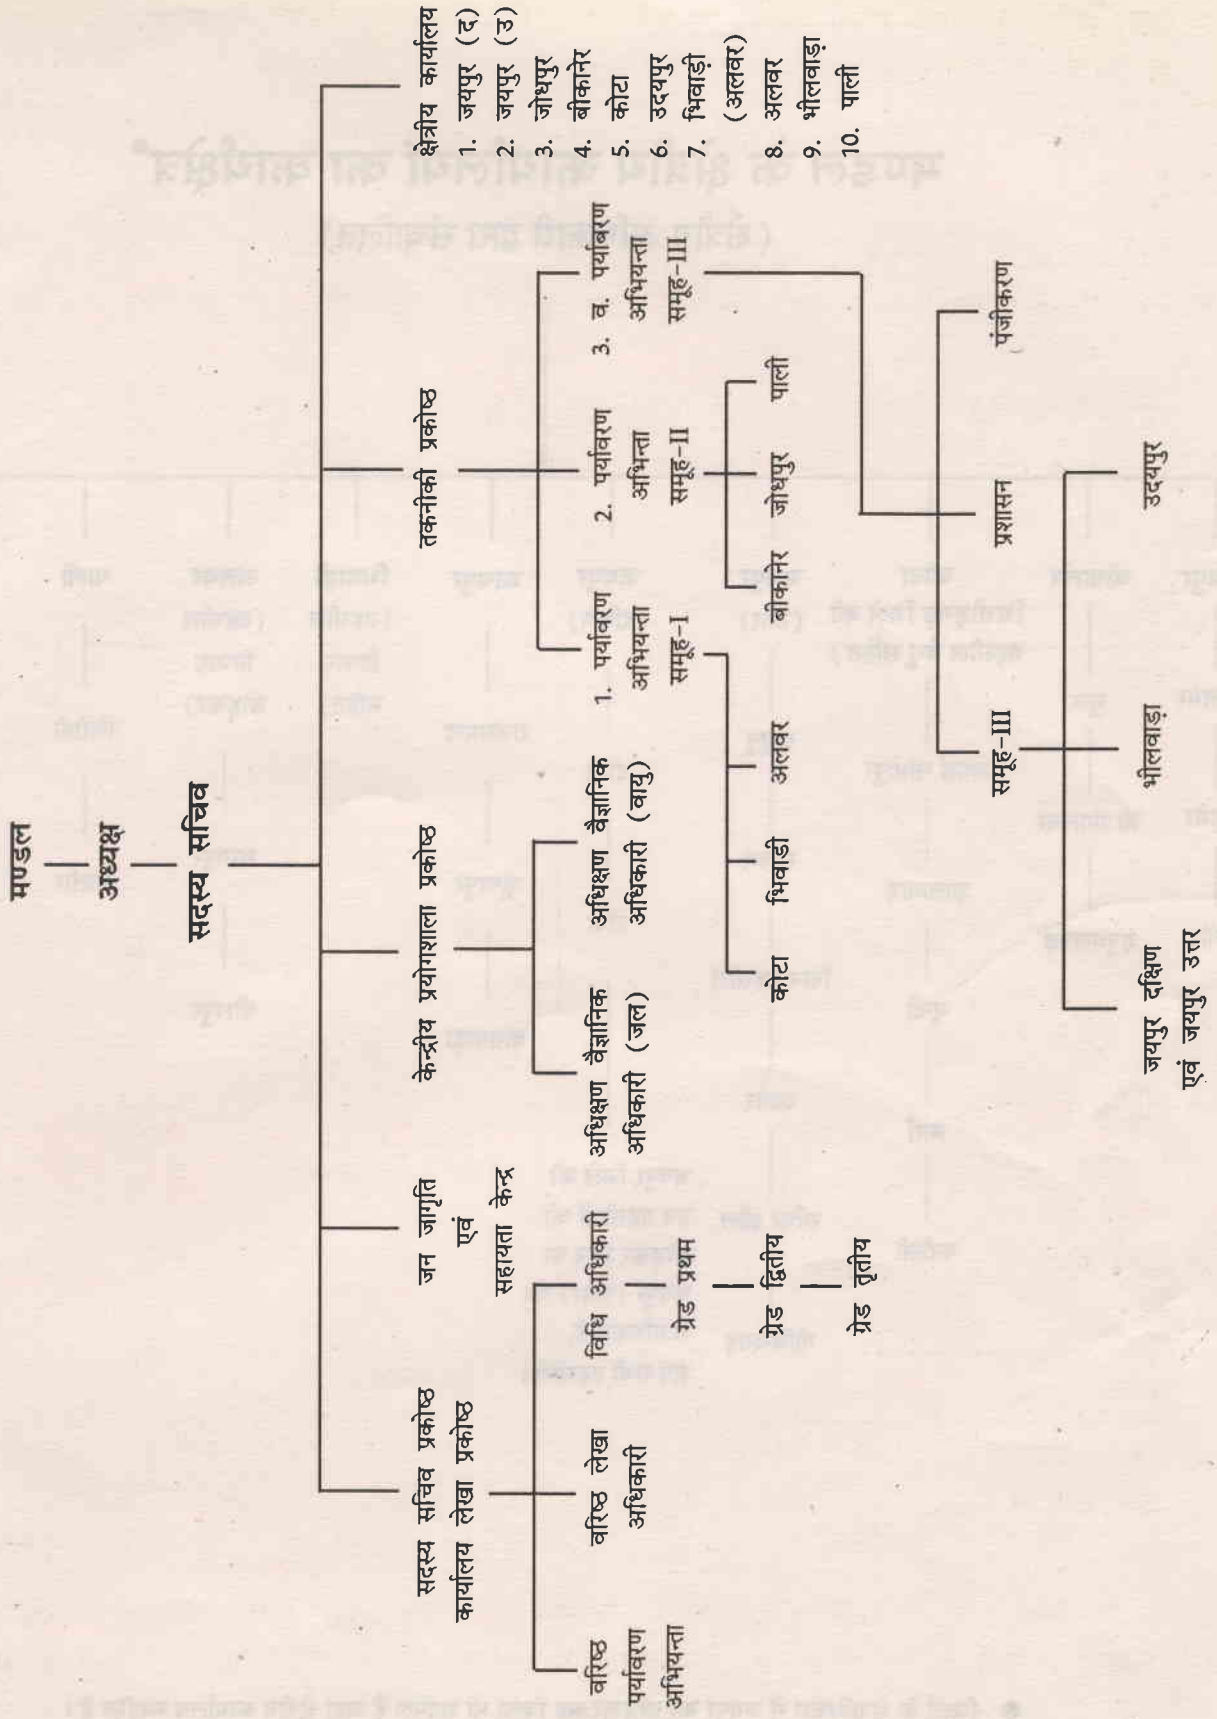 मण्डल
अध्यक्ष
सदस्य सचिव
सदस्य सचिव प्रकोष्ठ
कार्यालय लेखा प्रकोष्ठ
वरिष्ठ
पर्यावरण
अभियन्ता
वरिष्ठ लेखा
अधिकारी
विधि अधिकारी
ग्रेड प्रथम
ग्रेड द्वितीय
ग्रेड तृतीय
जन जागृति
एवं
सहायता केन्द्र
केन्द्रीय प्रयोगशाला प्रकोष्ठ
अधिक्षण वैज्ञानिक
अधिकारी (जल)
अधिक्षण वैज्ञानिक
अधिकारी (वायु)
तकनीकी प्रकोष्ठ
1. पर्यावरण
अभियन्ता
समूह-I
कोटा
भिवाडी
अलवर
2. पर्यावरण
अभिन्ता
समूह-II
बीकानेर
जोधपुर
पाली
3. व. पर्यावरण
अभियन्ता
समूह-III
समूह-III
प्रशासन
पंजीकरण
जयपुर दक्षिण
एवं जयपुर उत्तर
भीलवाड़ा
उदयपुर
क्षेत्रीय कार्यालय
1. जयपुर (द)
2. जयपुर (उ)
3. जोधपुर
4. बीकानेर
5. कोटा
6. उदयपुर
7. भिवाड़ी
(अलवर)
8. अलवर
9. भीलवाड़ा
10. पाली